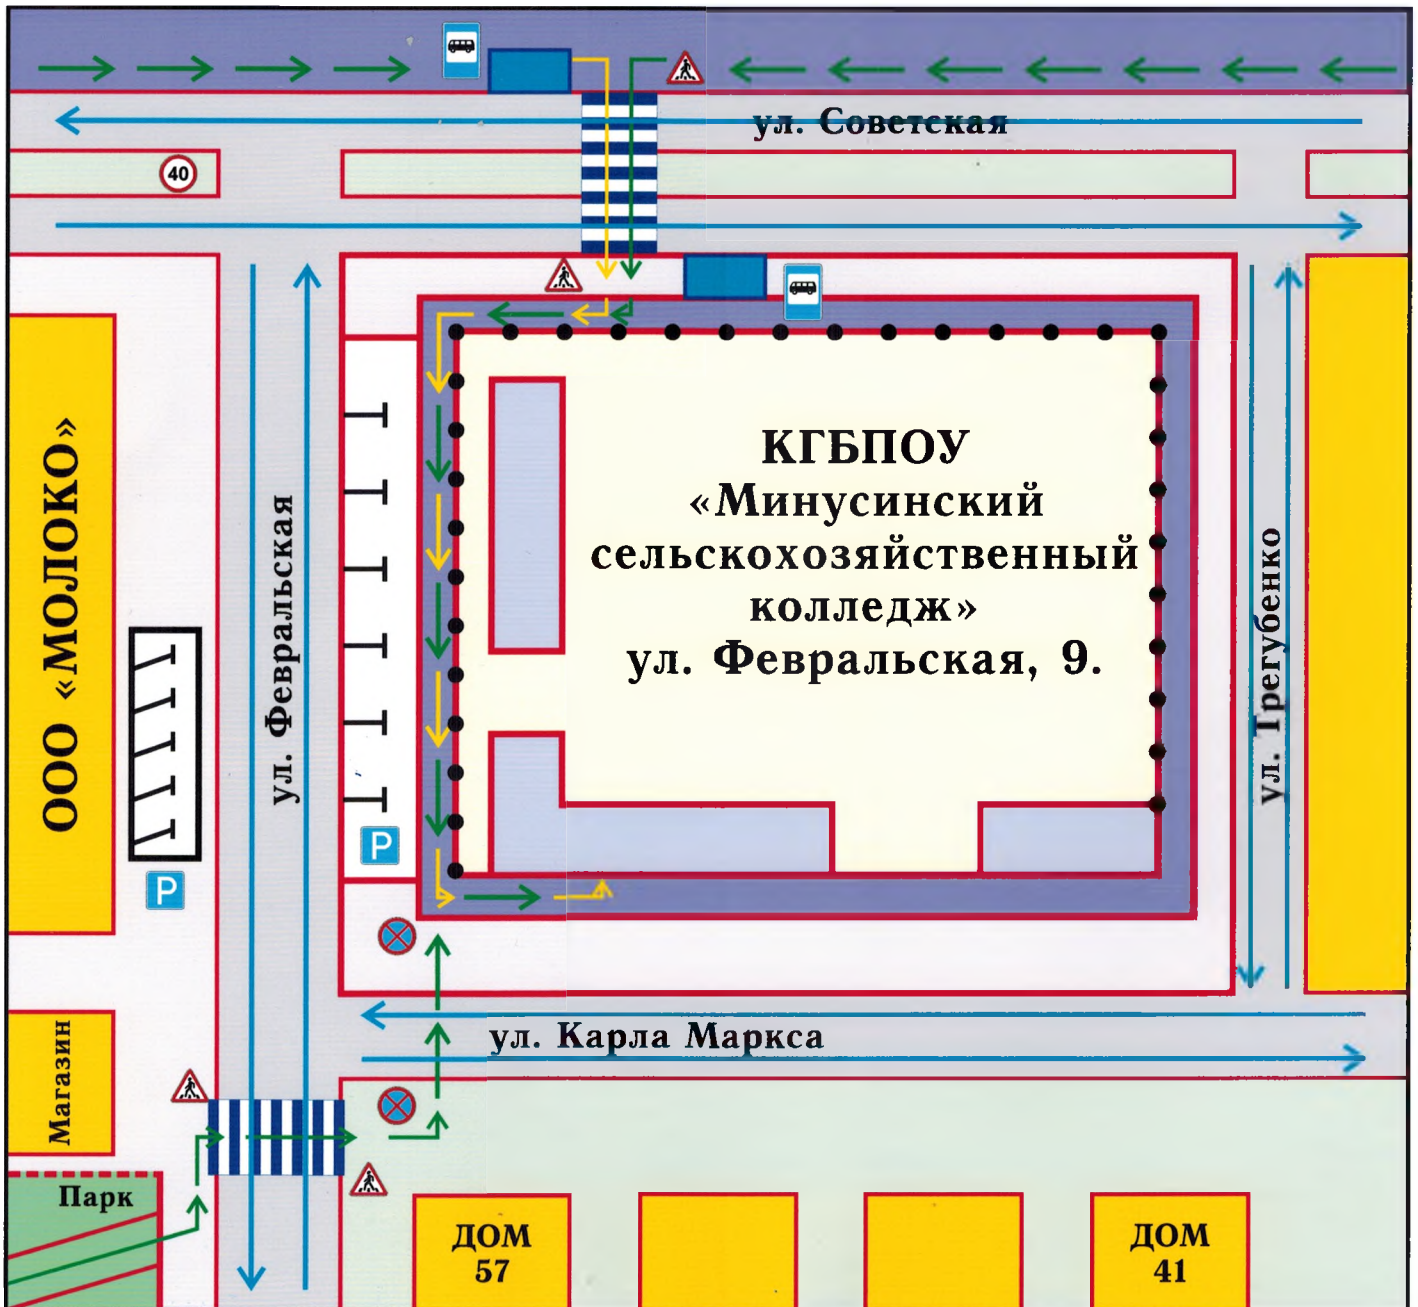 ул. Советская
40
КГБПОУ
«Минусинский
сельскохозяйственный
колледж»
ул. Февральская, 9.
ООО «МОЛОКО»
ул. Февральская
ул. Трегубенко
P
P
ул. Карла Маркса
Магазин
Парк
ДОМ
57
ДОМ
41